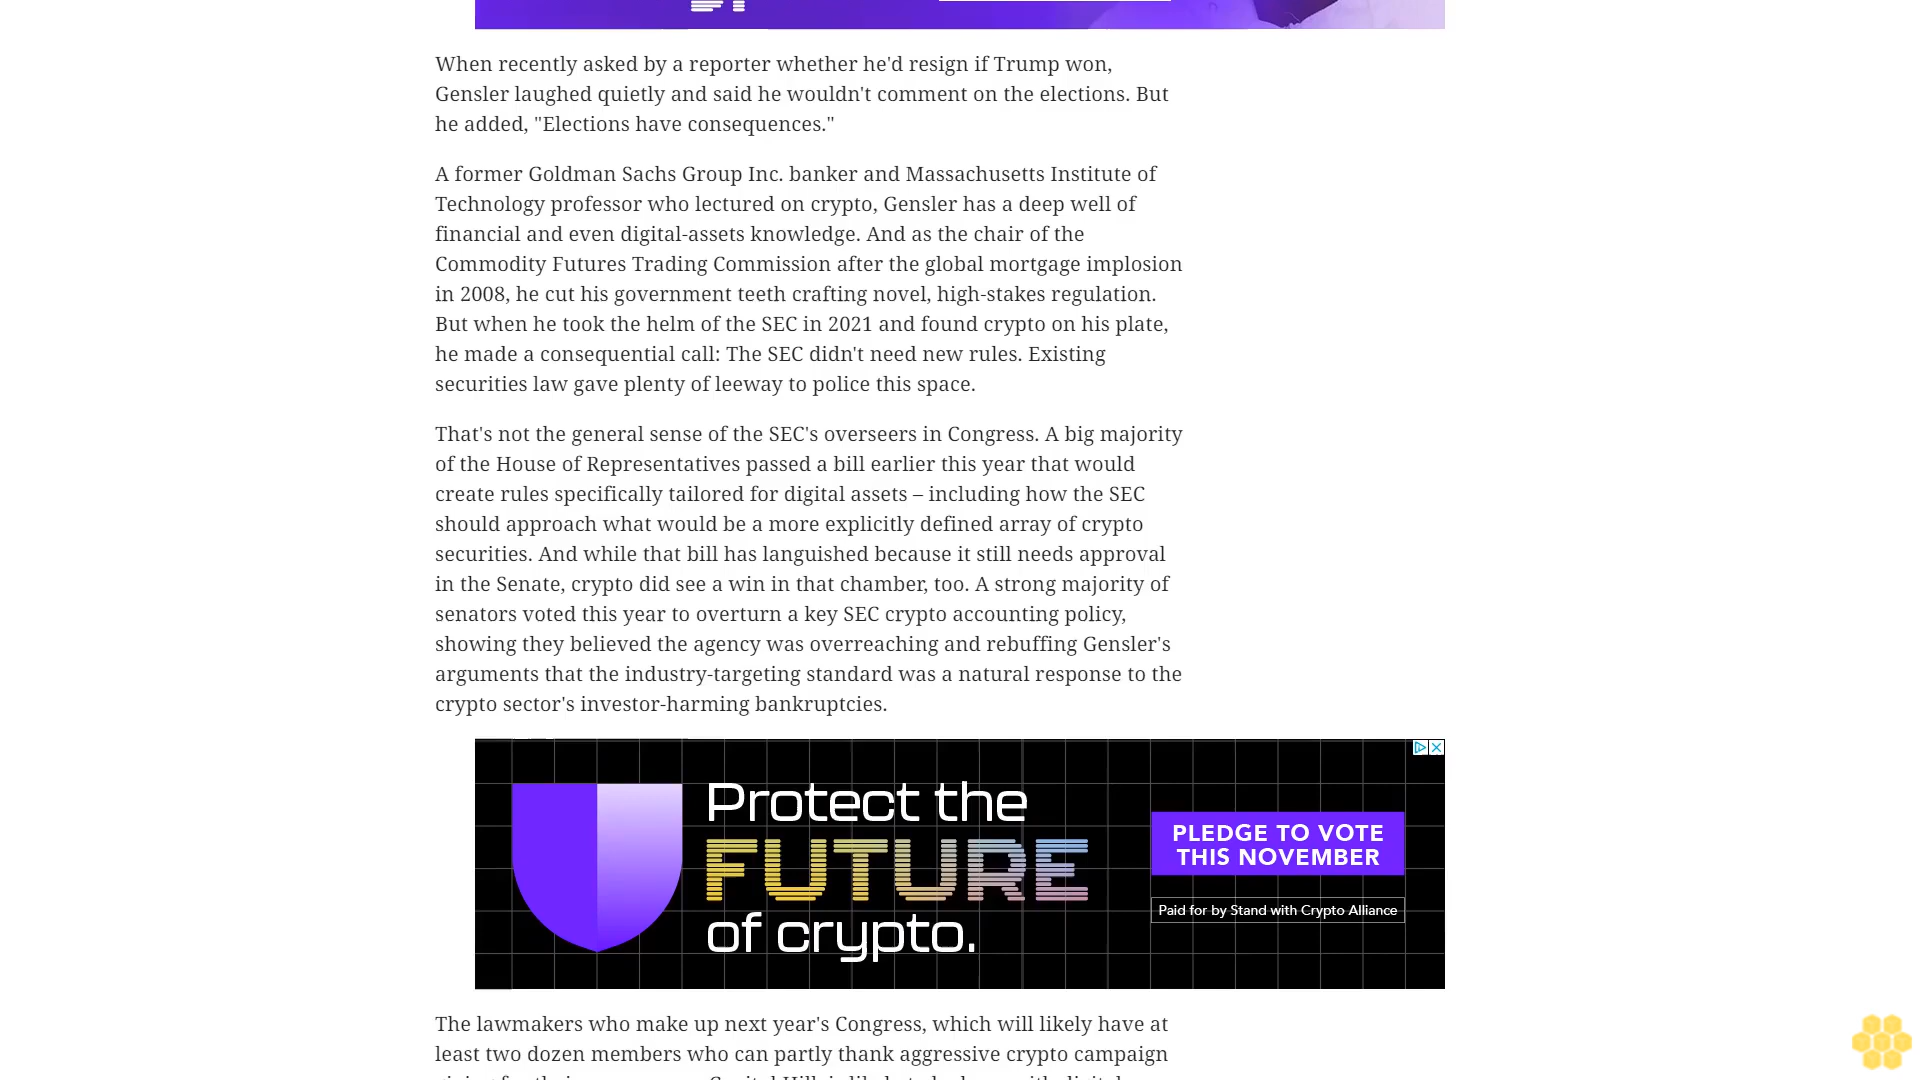 When recently asked by a reporter whether he'd resign if Trump won,
Gensler laughed quietly and said he wouldn't comment on the elections. But
he added, "Elections have consequences."
A former Goldman Sachs Group Inc. banker and Massachusetts Institute of
Technology professor who lectured on crypto, Gensler has a deep well of
financial and even digital-assets knowledge. And as the chair of the
Commodity Futures Trading Commission after the global mortgage implosion
in 2008, he cut his government teeth crafting novel, high-stakes regulation.
But when he took the helm of the SEC in 2021 and found crypto on his plate,
he made a consequential call: The SEC didn't need new rules. Existing
securities law gave plenty of leeway to police this space.
That's not the general sense of the SEC's overseers in Congress. A big majority
of the House of Representatives passed a bill earlier this year that would
create rules specifically tailored for digital assets – including how the SEC
should approach what would be a more explicitly defined array of crypto
securities. And while that bill has languished because it still needs approval
in the Senate, crypto did see a win in that chamber, too. A strong majority of
senators voted this year to overturn a key SEC crypto accounting policy,
showing they believed the agency was overreaching and rebuffing Gensler's
arguments that the industry-targeting standard was a natural response to the
crypto sector's investor-harming bankruptcies.
Protect the
FUTURE
of crypto.
PLEDGE TO VOTE
THIS NOVEMBER
Paid for by Stand with Crypto Alliance
The lawmakers who make up next year's Congress, which will likely have at
least two dozen members who can partly thank aggressive crypto campaign